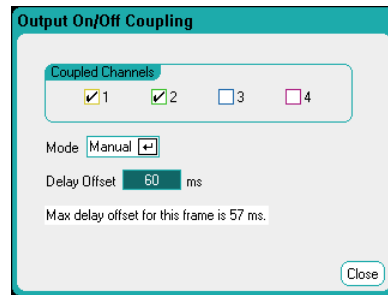 Output On/Off Coupling
Coupled Channels
1 2 3 4
Mode Manual
Delay Offset 60 ms
Max delay offset for this frame is 57 ms.
Close